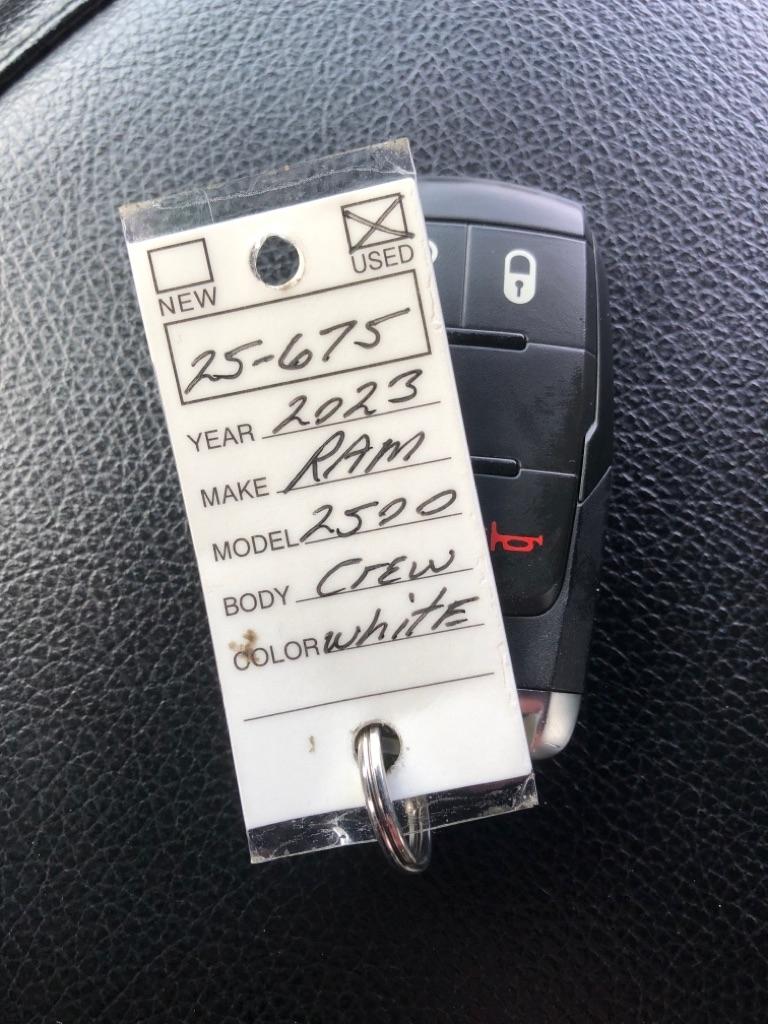 NEW USED
25-675
YEAR 2023
MAKE RAM
MODEL 2500
BODY Crew
COLOR whitE